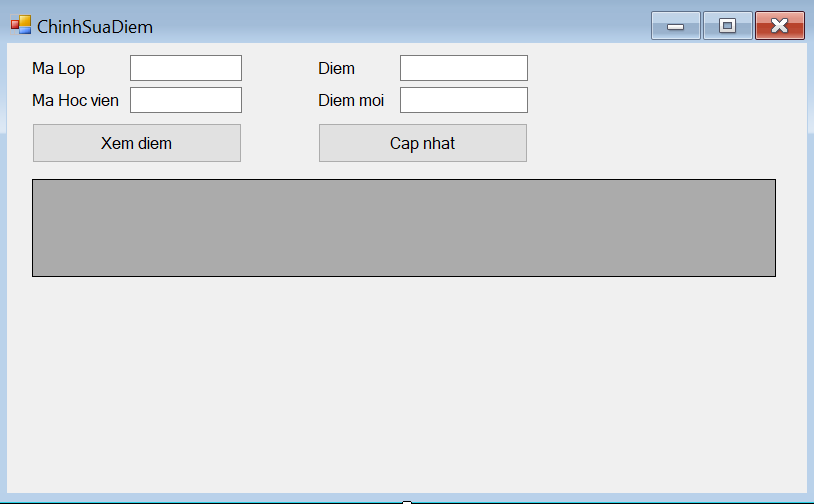 ChinhSuaDiem
Ma Lop
Diem
Ma Hoc vien
Diem moi
Xem diem
Cap nhat